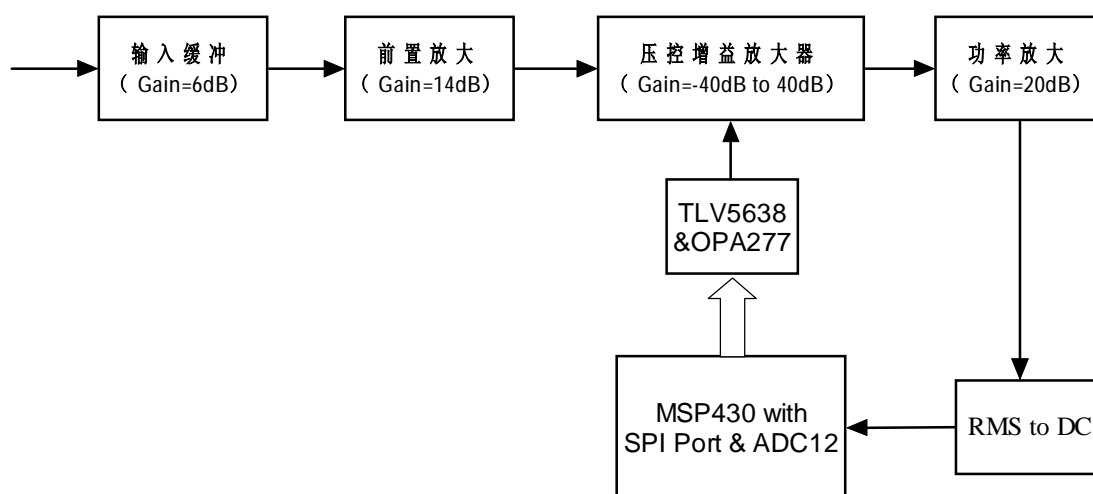 输入缓冲
（Gain=6dB）
前置放大
（Gain=14dB）
压控增益放大器
（Gain=-40dB to 40dB）
功率放大
（Gain=20dB）
TLV5638
&OPA277
MSP430 with
SPI Port & ADC12
RMS to DC